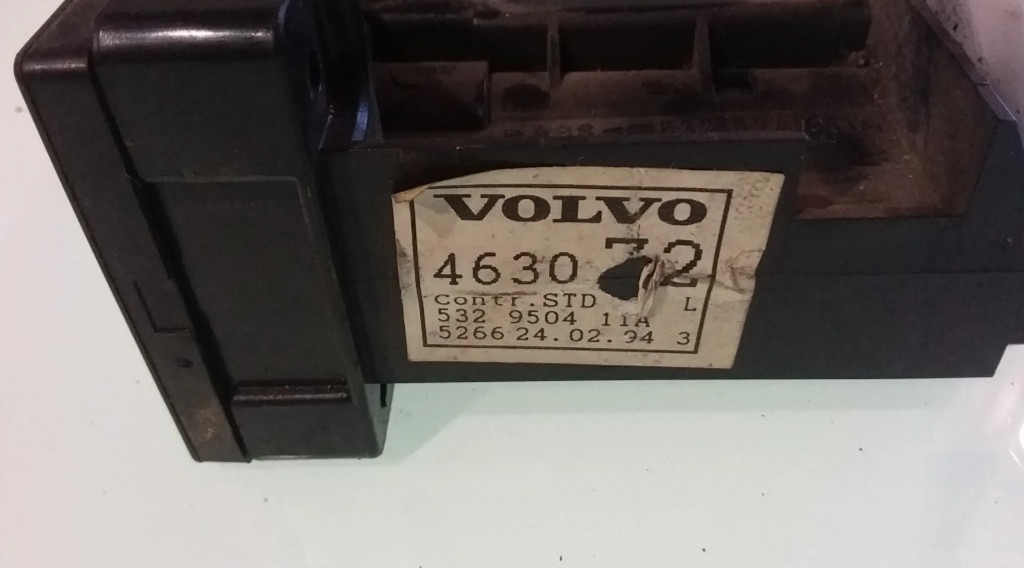 VOLVO
4630 72
Contr.STD L
532 9504 11A
5266 24.02.94 3